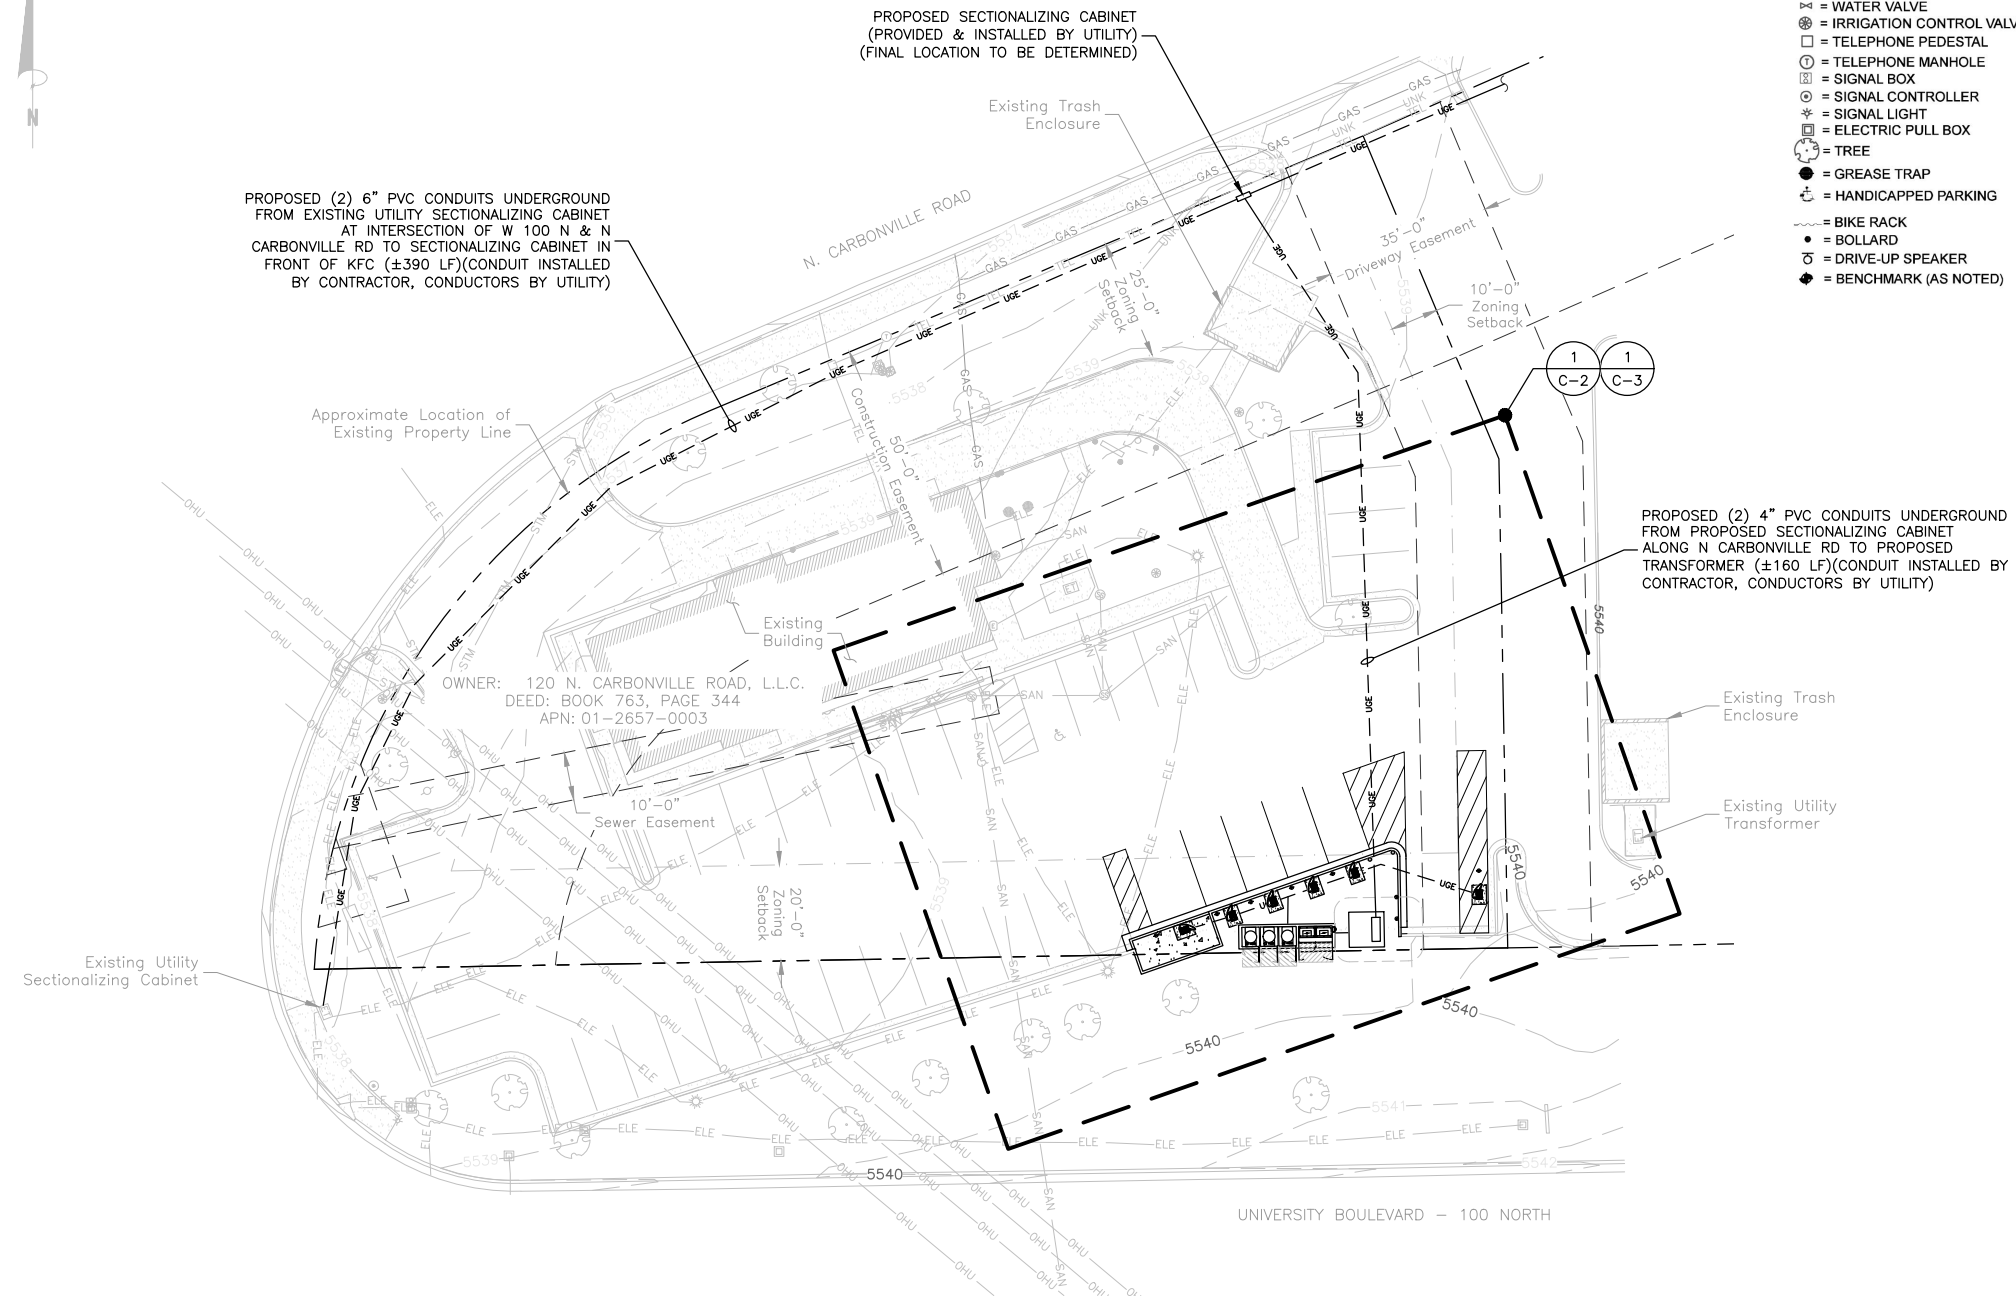 PROPOSED SECTIONALIZING CABINET
(PROVIDED & INSTALLED BY UTILITY)
(FINAL LOCATION TO BE DETERMINED)
= WATER VALVE
= IRRIGATION CONTROL VALV
= TELEPHONE PEDESTAL
= TELEPHONE MANHOLE
= SIGNAL BOX
= SIGNAL CONTROLLER
= SIGNAL LIGHT
= ELECTRIC PULL BOX
= TREE
= GREASE TRAP
= HANDICAPPED PARKING
= BIKE RACK
= BOLLARD
= DRIVE-UP SPEAKER
= BENCHMARK (AS NOTED)
N
Existing Trash
Enclosure
N. CARBONVILLE ROAD
PROPOSED (2) 6" PVC CONDUITS UNDERGROUND
FROM EXISTING UTILITY SECTIONALIZING CABINET
AT INTERSECTION OF W 100 N & N
CARBONVILLE RD TO SECTIONALIZING CABINET IN
FRONT OF KFC (±390 LF)(CONDUIT INSTALLED
BY CONTRACTOR, CONDUCTORS BY UTILITY)
35'-0"
Driveway Easement
25'-0"
Zoning
Setback
10'-0"
Zoning
Setback
1
C-2
1
C-3
Approximate Location of
Existing Property Line
50'-0"
Construction Easement
PROPOSED (2) 4" PVC CONDUITS UNDERGROUND
FROM PROPOSED SECTIONALIZING CABINET
ALONG N CARBONVILLE RD TO PROPOSED
TRANSFORMER (±160 LF)(CONDUIT INSTALLED BY
CONTRACTOR, CONDUCTORS BY UTILITY)
Existing
Building
OWNER: 120 N. CARBONVILLE ROAD, L.L.C.
DEED: BOOK 763, PAGE 344
APN: 01-2657-0003
Existing Trash
Enclosure
10'-0"
Sewer Easement
Existing Utility
Transformer
20'-0"
Zoning
Setback
Existing Utility
Sectionalizing Cabinet
5540
5540
5540
5540
5540
5541
5539
5540
5542
UNIVERSITY BOULEVARD - 100 NORTH